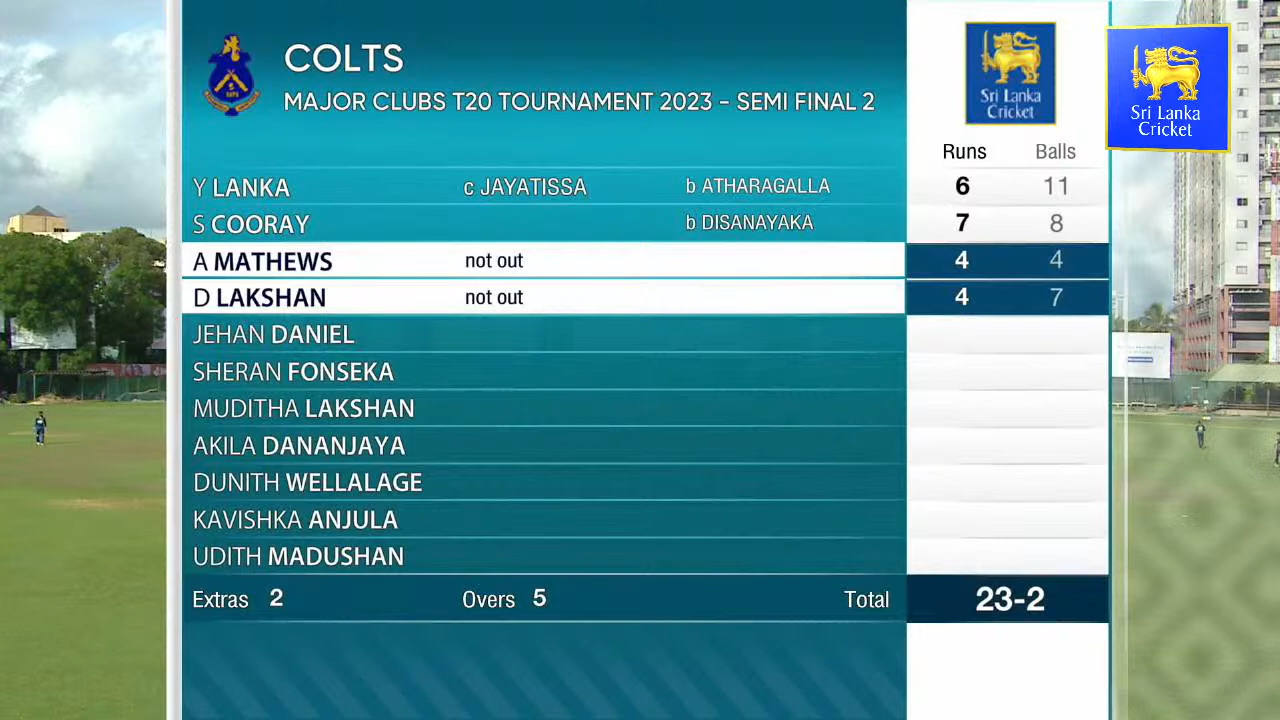 COLTS
MAJOR CLUBS T20 TOURNAMENT 2023 – SEMI FINAL 2
Sri Lanka
Cricket
Sri Lanka
Cricket
Runs Balls
Y LANKA c JAYATISSA b ATHARAGALLA 6 11
S COORAY b DISANAYAKA 7 8
A MATHEWS not out 4 4
D LAKSHAN not out 4 7
JEHAN DANIEL
SHERAN FONSEKA
MUDITHA LAKSHAN
AKILA DANANJAYA
DUNITH WELLALAGE
KAVISHKA ANJULA
UDITH MADUSHAN
Extras 2 Overs 5 Total 23-2